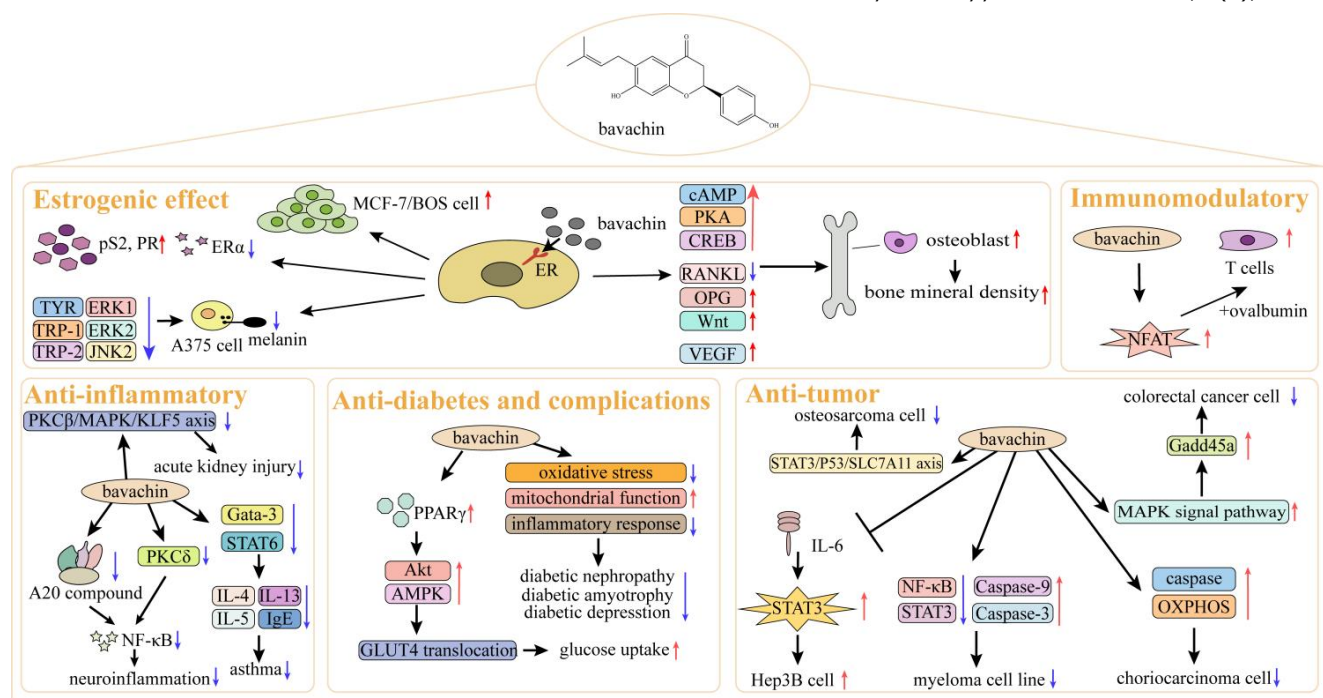 O
HO
O
OH
bavachin
Estrogenic effect
MCF-7/BOS cell
pS2, PR
ERα
TYR
ERK1
TRP-1
ERK2
TRP-2
JNK2
A375 cell
melanin
bavachin
ER
cAMP
PKA
CREB
RANKL
OPG
Wnt
VEGF
osteoblast
bone mineral density
Immunomodulatory
bavachin
T cells
+ovalbumin
NFAT
Anti-inflammatory
PKCβ/MAPK/KLF5 axis
acute kidney injury
bavachin
Gata-3
STAT6
PKCδ
A20 compound
IL-4
IL-13
IL-5
IgE
NF-κB
neuroinflammation
asthma
Anti-diabetes and complications
bavachin
oxidative stress
mitochondrial function
inflammatory response
PPARγ
Akt
AMPK
diabetic nephropathy
diabetic amyotrophy
diabetic depresstion
GLUT4 translocation
glucose uptake
Anti-tumor
osteosarcoma cell
colorectal cancer cell
bavachin
Gadd45a
STAT3/P53/SLC7A11 axis
MAPK signal pathway
IL-6
STAT3
Hep3B cell
NF-κB
Caspase-9
STAT3
Caspase-3
myeloma cell line
caspase
OXPHOS
choriocarcinoma cell